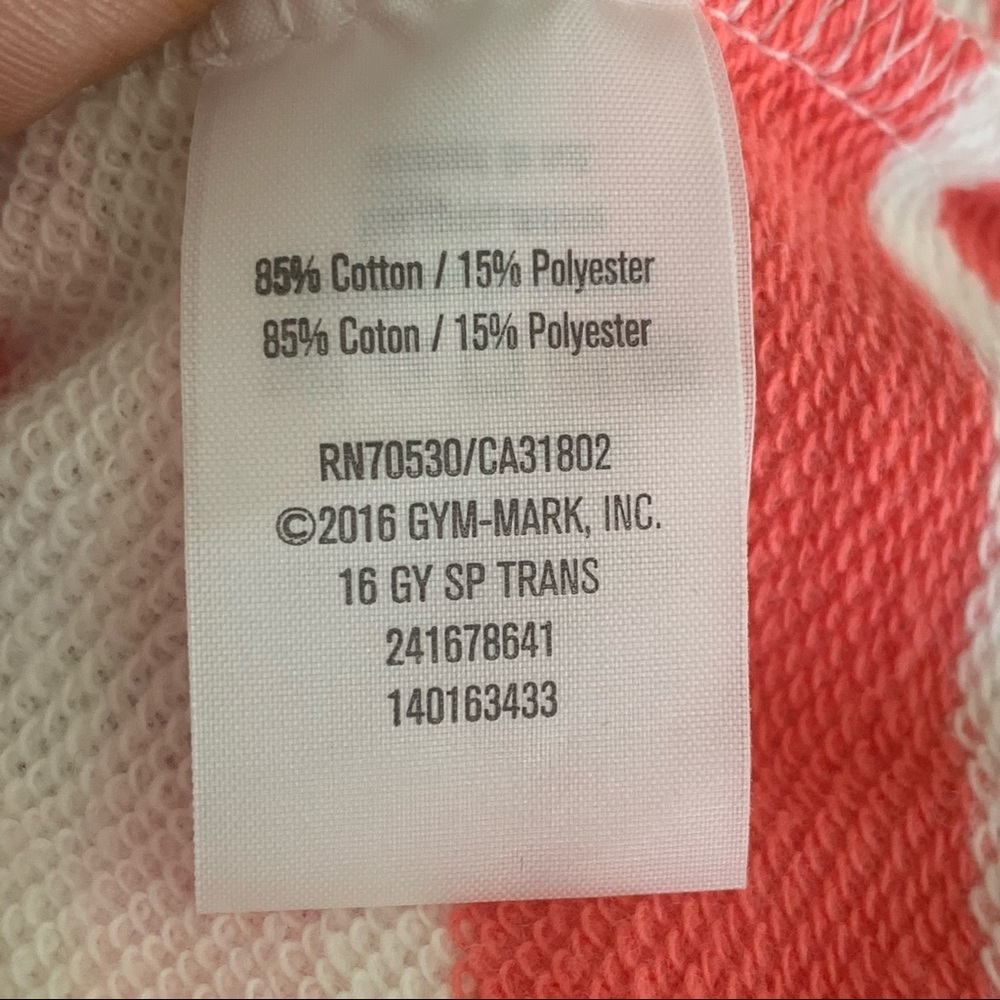 85% Cotton / 15% Polyester
85% Coton / 15% Polyester
RN70530/CA31802
©2016 GYM-MARK, INC.
16 GY SP TRANS
241678641
140163433